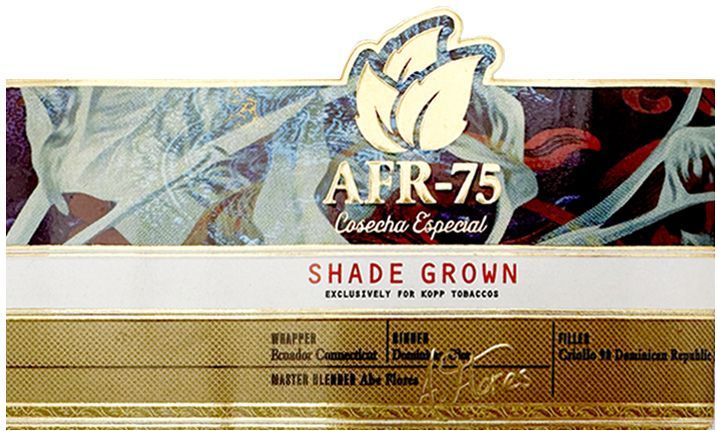 AFR-75
Cosecha Especial
SHADE GROWN
EXCLUSIVELY FOR KOPP TOBACCOS
WRAPPER
Ecuador Connecticut
BINDER
FILLER
Criollo 98 Dominican Republic
MASTER BLENDER Abe Flores
A Flores